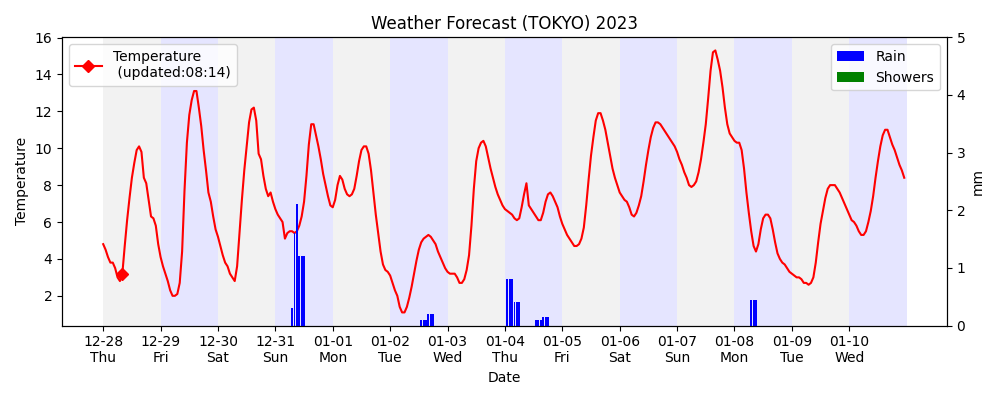 Weather Forecast (TOKYO) 2023
Temperature
(updated:08:14)
Rain
Showers
16
14
12
10
8
6
4
2
Temperature
5
4
3
2
1
0
mm
12-28 12-29 12-30 12-31 01-01 01-02 01-03 01-04 01-05 01-06 01-07 01-08 01-09 01-10
Thu Fri Sat Sun Mon Tue Wed Thu Fri Sat Sun Mon Tue Wed
Date